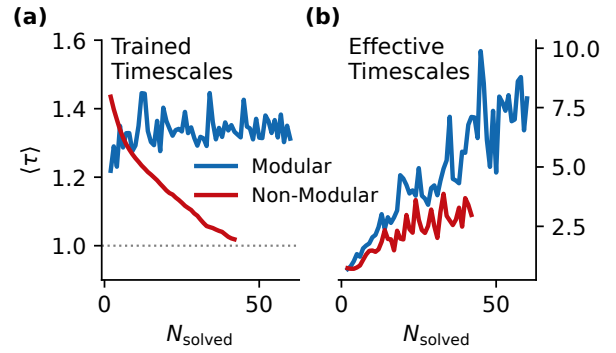 (a)
(b)
Trained
Timescales
Effective
Timescales
1.6
1.4
1.2
1.0
⟨τ⟩
Modular
Non-Modular
10.0
7.5
5.0
2.5
0
50
0
50
N_solved
N_solved